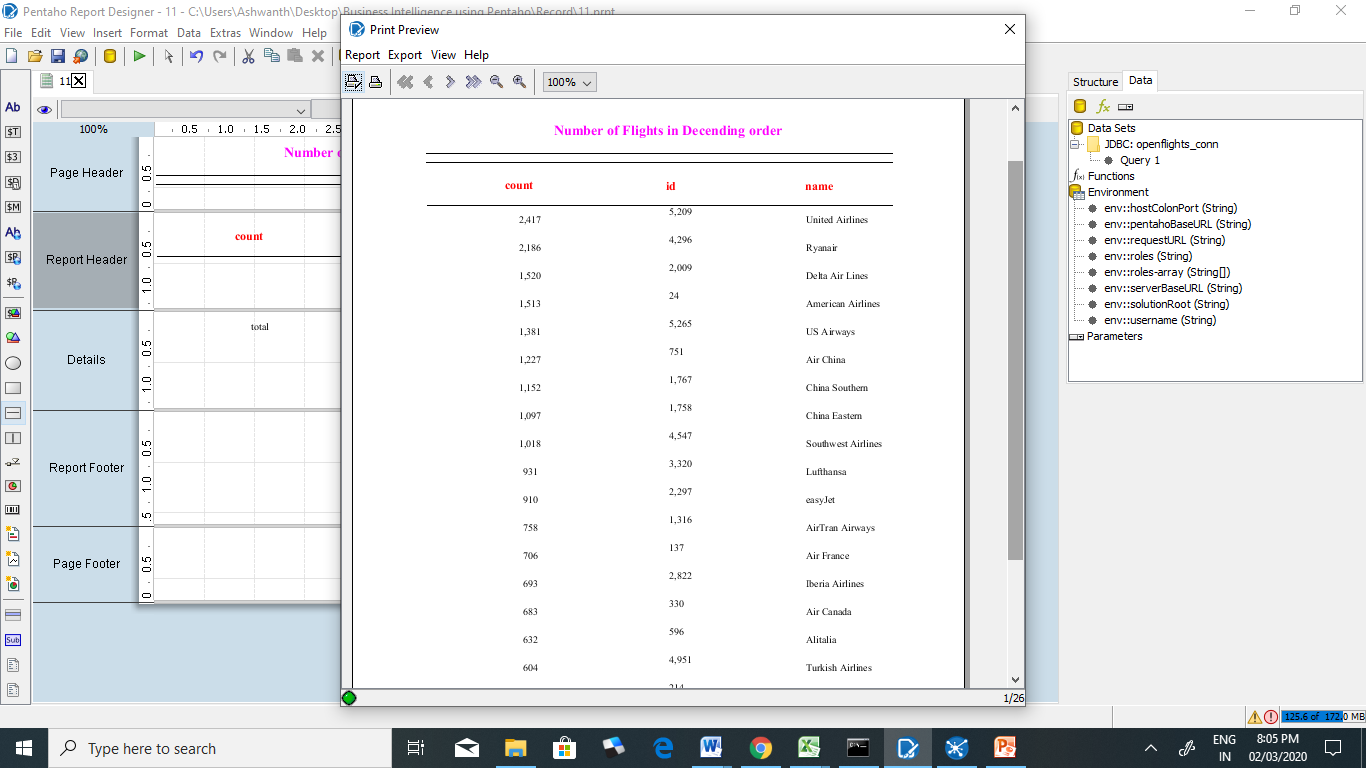 Pentaho Report Designer - 11 - C:\Users\Ashwanth\Desktop\Business Intelligence using Pentaho\Record\11.prpt
File Edit View Insert Format Data Extras Window Help
11
100%
0.5 1.0 1.5 2.0 2.5
Page Header
Number
Report Header
count
Details
total
Report Footer
Page Footer
Print Preview
Report Export View Help
100%
Number of Flights in Decending order
count id name
2,417 5,209 United Airlines
2,186 4,296 Ryanair
1,520 2,009 Delta Air Lines
1,513 24 American Airlines
1,381 5,265 US Airways
1,227 751 Air China
1,152 1,767 China Southern
1,097 1,758 China Eastern
1,018 4,547 Southwest Airlines
931 3,320 Lufthansa
910 2,297 easyJet
758 1,316 AirTran Airways
706 137 Air France
693 2,822 Iberia Airlines
683 330 Air Canada
632 596 Alitalia
604 4,951 Turkish Airlines
1/26
Structure Data
Data Sets
JDBC: openflights_conn
Query 1
Functions
Environment
env::hostColonPort (String)
env::pentahoBaseURL (String)
env::requestURL (String)
env::roles (String)
env::roles-array (String[])
env::serverBaseURL (String)
env::solutionRoot (String)
env::username (String)
Parameters
125.6 of 172.0 MB
Type here to search
ENG
IN
8:05 PM
02/03/2020